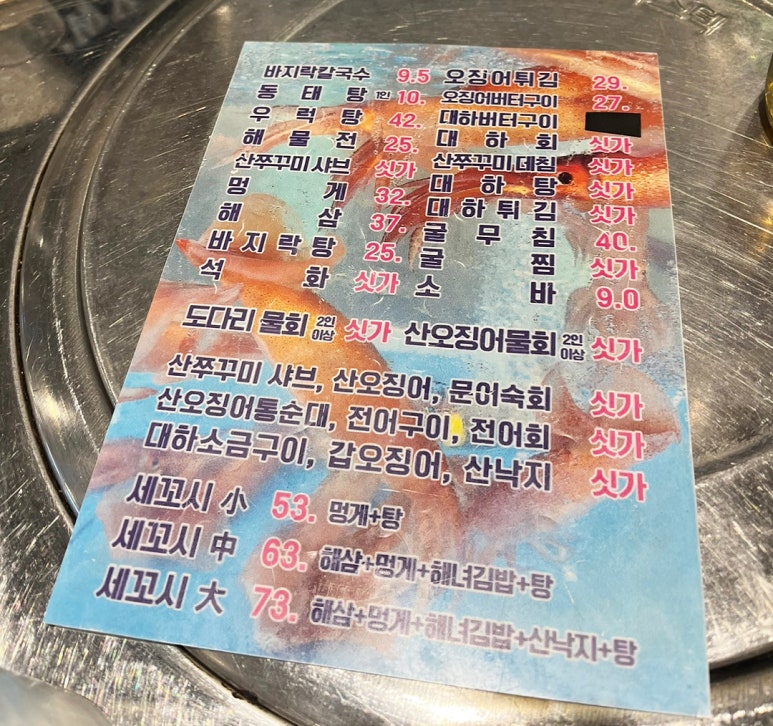 바지락칼국수 9.5
동태탕 1인 10.
우럭탕 42.
해물전 25.
산쭈꾸미 샤브 싯가
멍게 32.
해삼 37.
바지락탕 25.
석화 싯가
오징어튀김 29.
오징어버터구이 27.
대하버터구이
대하회 싯가
산쭈꾸미데친 싯가
대하탕 싯가
대하튀김 싯가
굴무침 40.
굴찜 싯가
소바 9.0
도다리 물회 2인 이상 싯가
산오징어물회 2인 이상 싯가
산쭈꾸미 샤브, 산오징어, 문어숙회 싯가
산오징어통순대, 전어구이, 전어회 싯가
대하소금구이, 갑오징어, 산낙지 싯가
세꼬시 小 53. 멍게+탕
세꼬시 中 63. 해삼+멍게+해녀김밥+탕
세꼬시 大 73. 해삼+멍게+해녀김밥+산낙지+탕